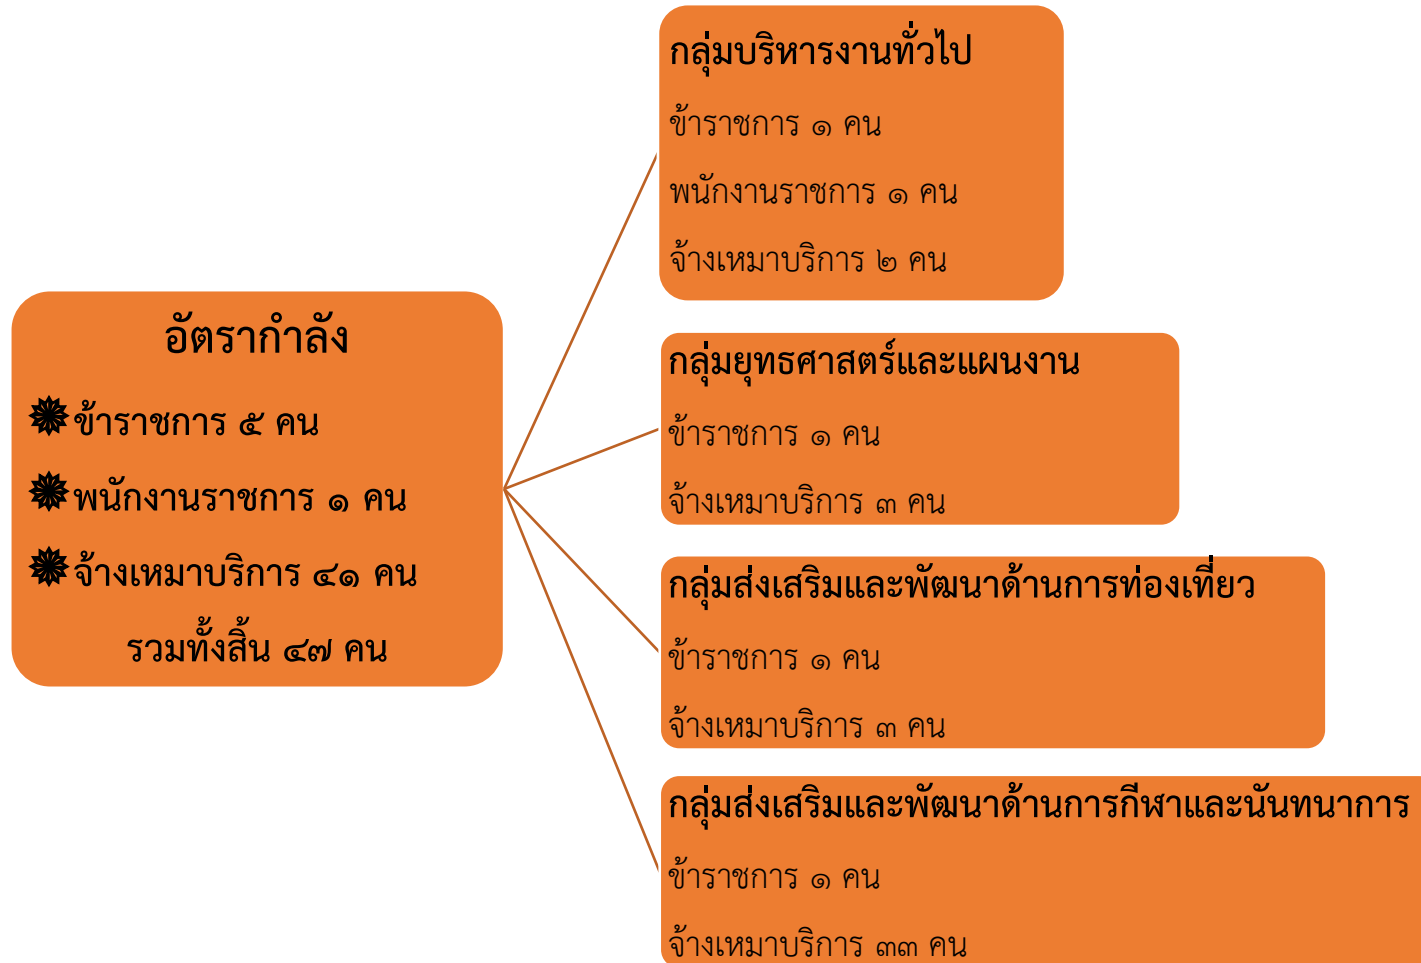 อัตรากำลัง
ข้าราชการ ๕ คน
พนักงานราชการ ๑ คน
จ้างเหมาบริการ ๔๑ คน
รวมทั้งสิ้น ๔๗ คน
กลุ่มบริหารงานทั่วไป
ข้าราชการ ๑ คน
พนักงานราชการ ๑ คน
จ้างเหมาบริการ ๒ คน
กลุ่มยุทธศาสตร์และแผนงาน
ข้าราชการ ๑ คน
จ้างเหมาบริการ ๓ คน
กลุ่มส่งเสริมและพัฒนาด้านการท่องเที่ยว
ข้าราชการ ๑ คน
จ้างเหมาบริการ ๓ คน
กลุ่มส่งเสริมและพัฒนาด้านการกีฬาและนันทนาการ
ข้าราชการ ๑ คน
จ้างเหมาบริการ ๓๓ คน